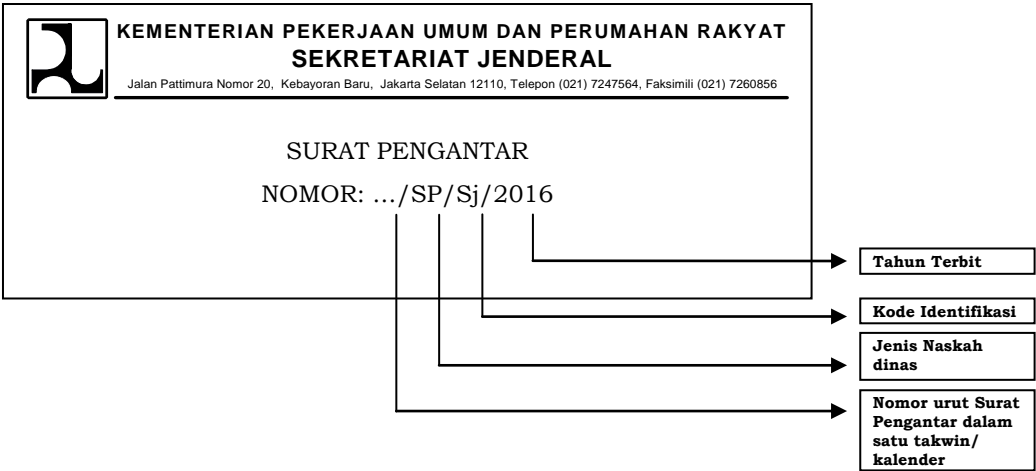 KEMENTERIAN PEKERJAAN UMUM DAN PERUMAHAN RAKYAT
SEKRETARIAT JENDERAL
Jalan Pattimura Nomor 20, Kebayoran Baru, Jakarta Selatan 12110, Telepon (021) 7247564, Faksimili (021) 7260856
SURAT PENGANTAR
NOMOR: .../SP/Sj/2016
Tahun Terbit
Kode Identifikasi
Jenis Naskah
dinas
Nomor urut Surat
Pengantar dalam
satu takwin/
kalender